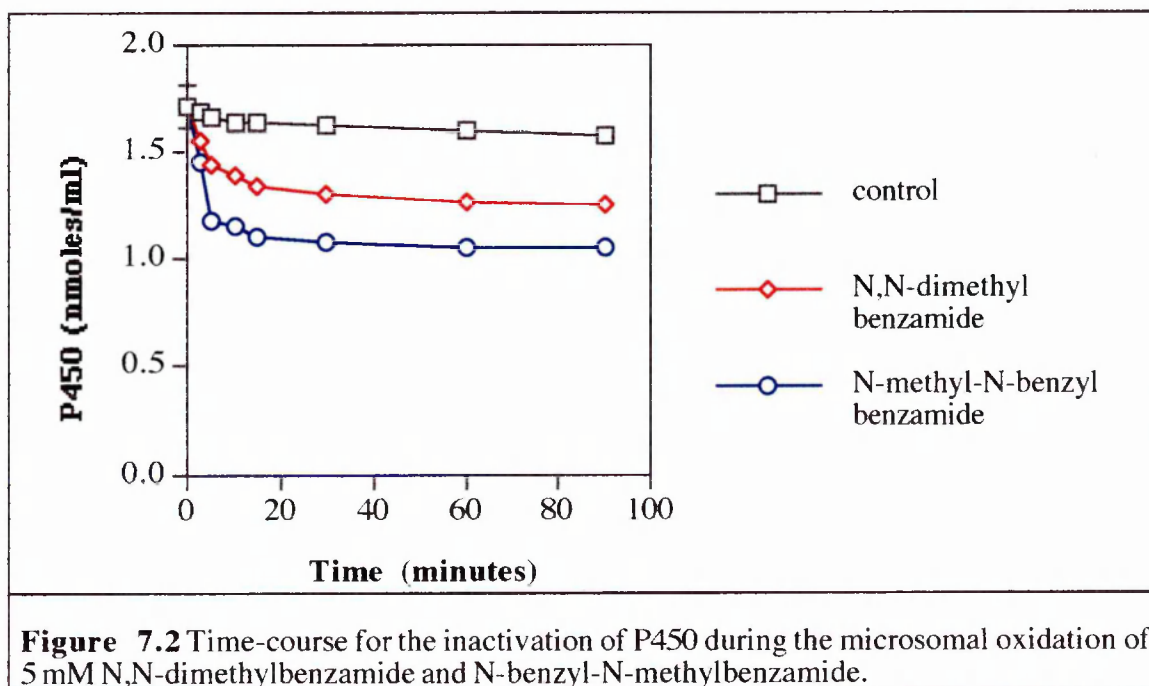 2.0
1.5
1.0
0.5
0.0
P450 (nmoles/ml)
0 20 40 60 80 100
Time (minutes)
control
N,N-dimethyl
benzamide
N-methyl-N-benzyl
benzamide
Figure 7.2 Time-course for the inactivation of P450 during the microsomal oxidation of
5 mM N,N-dimethylbenzamide and N-benzyl-N-methylbenzamide.